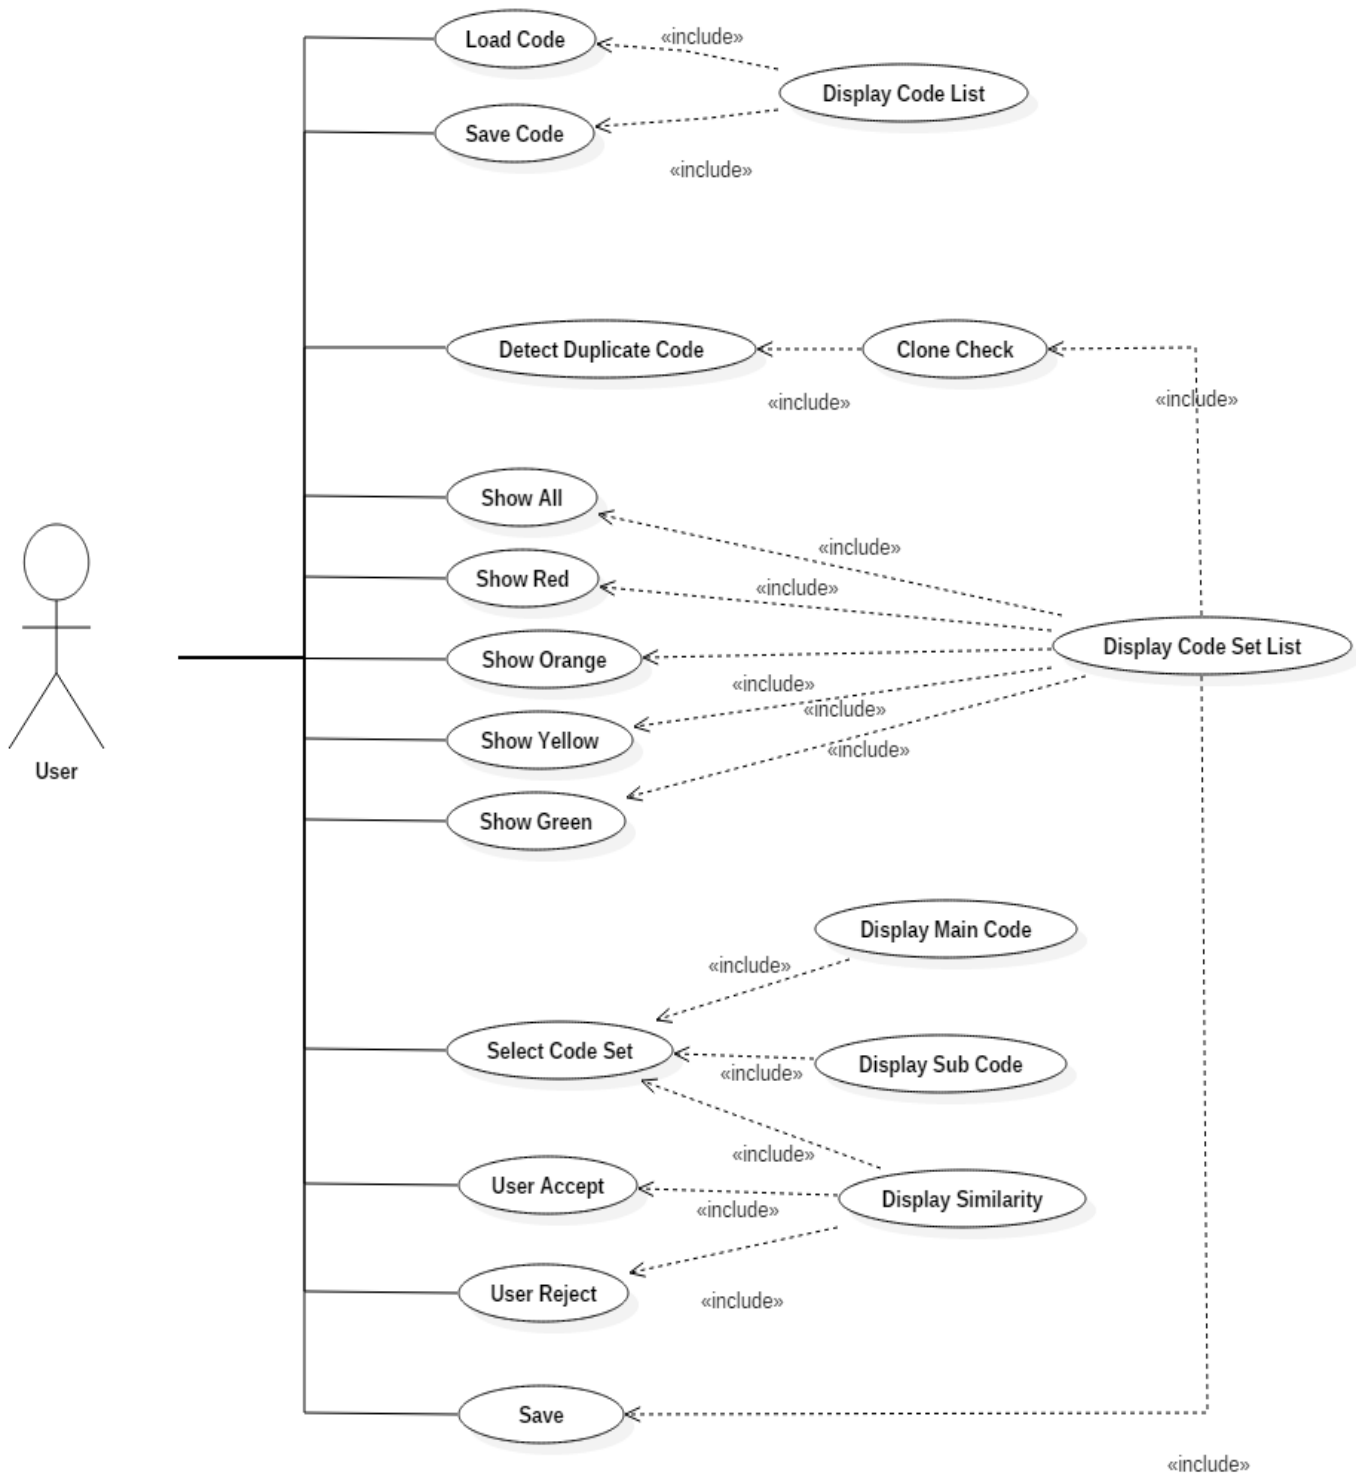 Load Code
«include»
Display Code List
Save Code
«include»
Detect Duplicate Code
Clone Check
«include»
«include»
Show All
«include»
Show Red
«include»
Display Code Set List
Show Orange
«include»
«include»
Show Yellow
«include»
User
Show Green
Display Main Code
«include»
Select Code Set
Display Sub Code
«include»
«include»
User Accept
Display Similarity
«include»
User Reject
«include»
Save
«include»